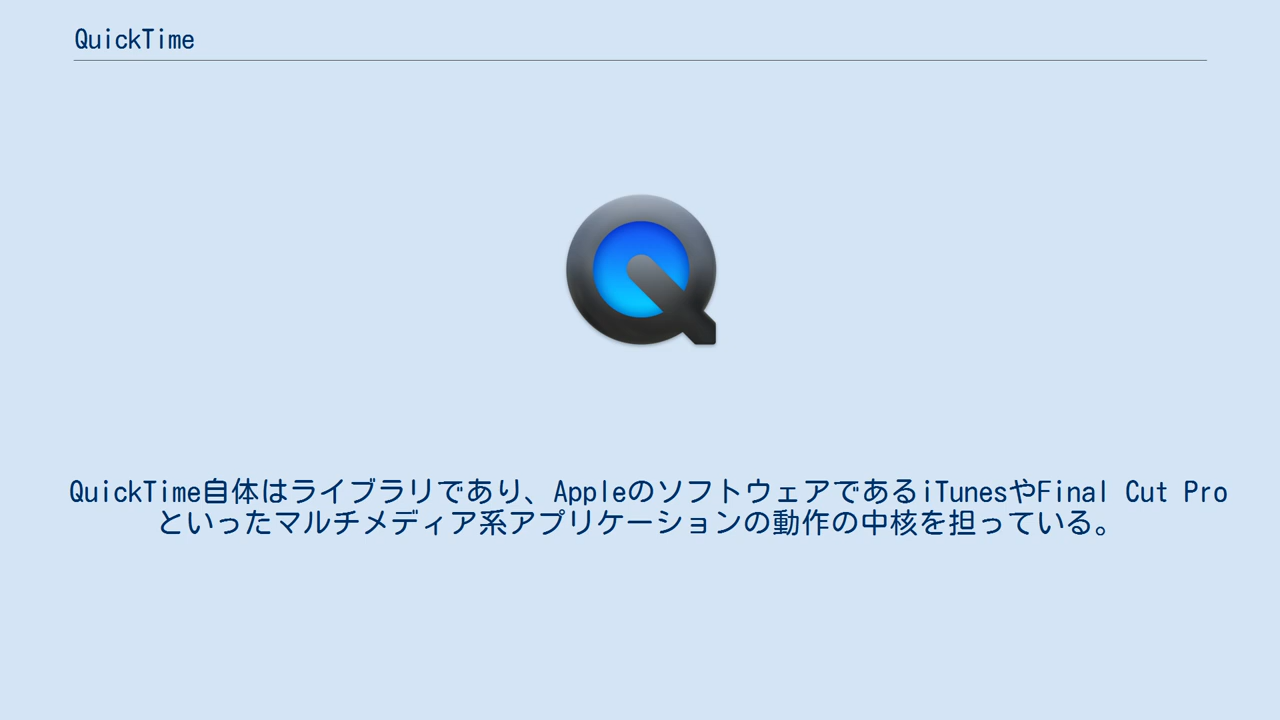 QuickTime
QuickTime自体はライブラリであり、AppleのソフトウェアであるiTunesやFinal Cut Pro
といったマルチメディア系アプリケーションの動作の中核を担っている。